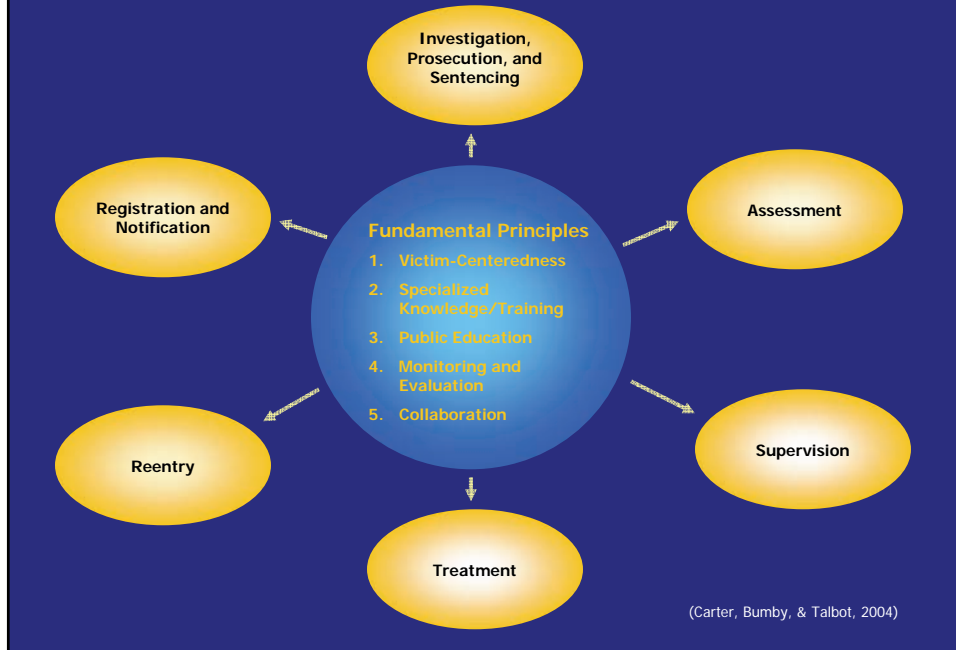 Investigation,
Prosecution, and
Sentencing
Registration and
Notification
Assessment
Fundamental Principles
1. Victim-Centeredness
2. Specialized
Knowledge/Training
3. Public Education
4. Monitoring and
Evaluation
5. Collaboration
Reentry
Supervision
Treatment
(Carter, Bumby, & Talbot, 2004)